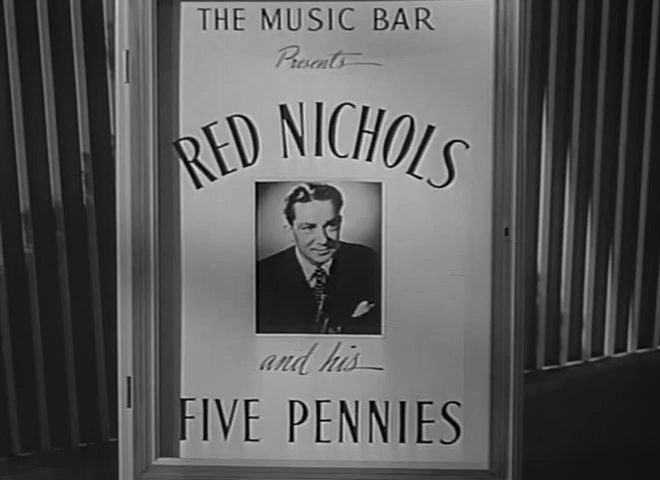 THE MUSIC BAR
Presents
RED NICHOLS
and his
FIVE PENNIES